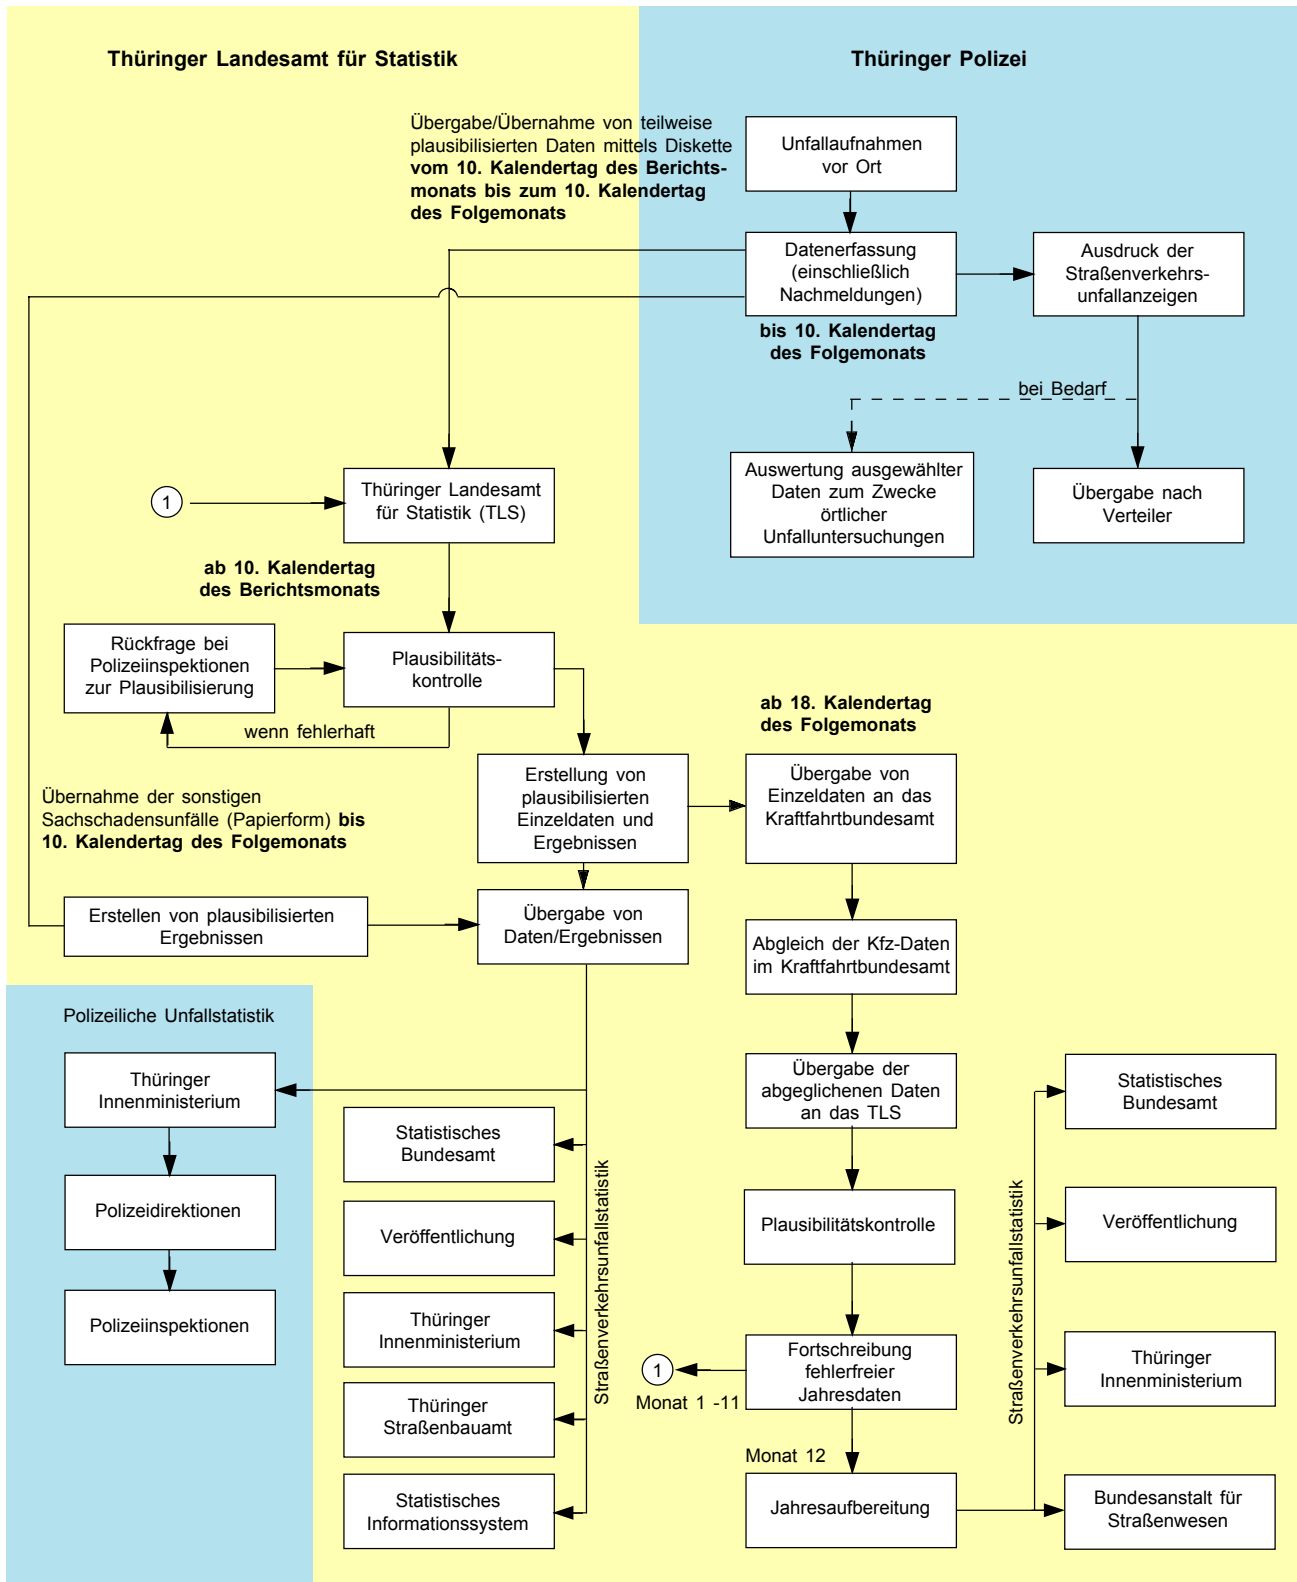 Thüringer Landesamt für Statistik
Thüringer Polizei
Übergabe/Übernahme von teilweise
plausibilisierten Daten mittels Diskette
vom 10. Kalendertag des Berichts-
monats bis zum 10. Kalendertag
des Folgemonats
Unfallaufnahmen
vor Ort
Datenerfassung
(einschließlich
Nachmeldungen)
Ausdruck der
Straßenverkehrs-
unfallanzeigen
bis 10. Kalendertag
des Folgemonats
bei Bedarf
Auswertung ausgewählter
Daten zum Zwecke
örtlicher
Unfalluntersuchungen
Übergabe nach
Verteiler
1
Thüringer Landesamt
für Statistik (TLS)
ab 10. Kalendertag
des Berichtsmonats
Rückfrage bei
Polizeiinspektionen
zur Plausibilisierung
Plausibilitäts-
kontrolle
wenn fehlerhaft
ab 18. Kalendertag
des Folgemonats
Erstellung von
plausibilisierten
Einzeldaten und
Ergebnissen
Übergabe von
Einzeldaten an das
Kraftfahrtbundesamt
Übernahme der sonstigen
Sachschadensunfälle (Papierform) bis
10. Kalendertag des Folgemonats
Erstellen von plausibilisierten
Ergebnissen
Übergabe von
Daten/Ergebnissen
Abgleich der Kfz-Daten
im Kraftfahrtbundesamt
Polizeiliche Unfallstatistik
Thüringer
Innenministerium
Polizeidirektionen
Polizeiinspektionen
Statistisches
Bundesamt
Veröffentlichung
Thüringer
Innenministerium
Thüringer
Straßenbauamt
Statistisches
Informationssystem
Straßenverkehrsunfallstatistik
Übergabe der
abgeglichenen Daten
an das TLS
Plausibilitätskontrolle
Fortschreibung
fehlerfreier
Jahresdaten
1
Monat 1 -11
Monat 12
Jahresaufbereitung
Straßenverkehrsunfallstatistik
Statistisches
Bundesamt
Veröffentlichung
Thüringer
Innenministerium
Bundesanstalt für
Straßenwesen